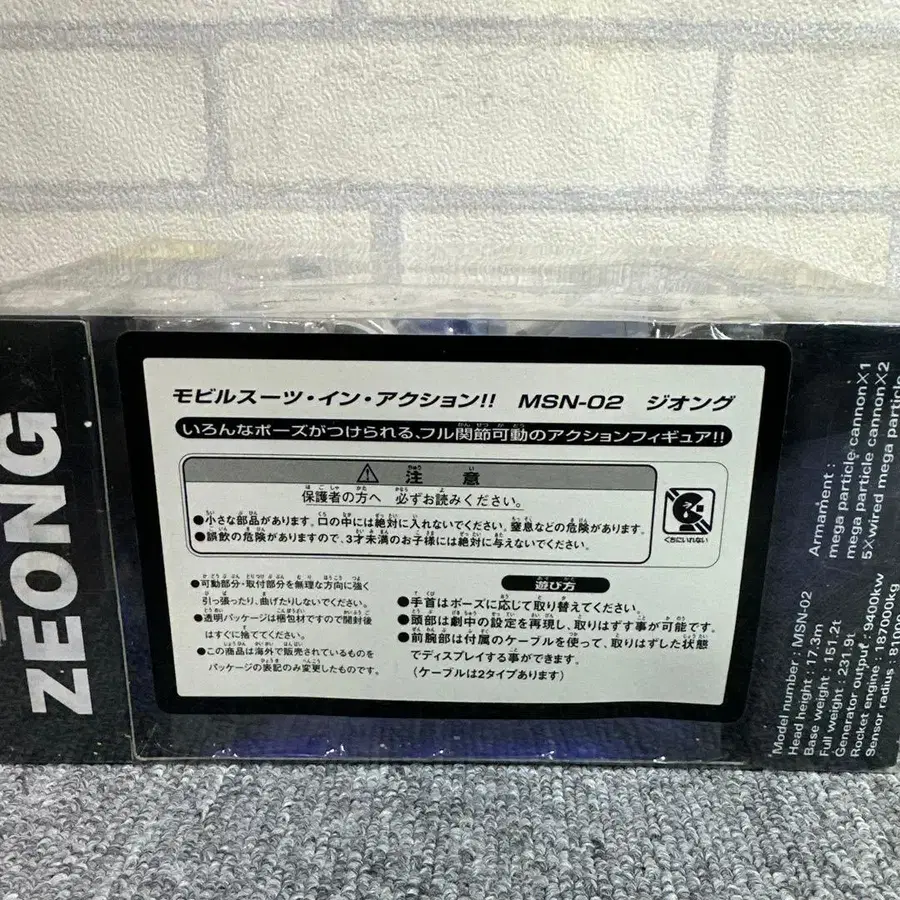 ZEONG
モビルスーツ・イン・アクション!! MSN-02 ジオング
いろんなポーズがつけられる、フル関節可動のアクションフィギュア!!
⚠注意
保護者の方へ 必ずお読みください。
●小さな部品があります。口の中には絶対に入れないでください。窒息などの危険があります。
●誤飲の危険がありますので、3才未満のお子様には絶対に与えないでください。
くちにいれない
●可動部分・取付部分を無理な方向に強く
引っ張ったり、曲げたりしないでください。
●透明パッケージは梱包材ですので開封後
はすぐに捨ててください。
●この商品は海外で販売されているものを
パッケージの表記のみ変更したものです。
遊び方
●手首はポーズに応じて取り替えてください。
●頭部は劇中の設定を再現し、取りはずす事が可能です。
●前腕部は付属のケーブルを使って、取りはずした状態
でディスプレイする事ができます。
(ケーブルは2タイプあります)
Model number : MSN-02
Head height : 17.3m
Base weight : 151.2t
Full weight : 231.9t
Generator output : 9400kw
Rocket engine : 187000kg
Sensor radius :
Armament :
mega particle cannonX1
mega particle cannonX2
5Xwired mega particle